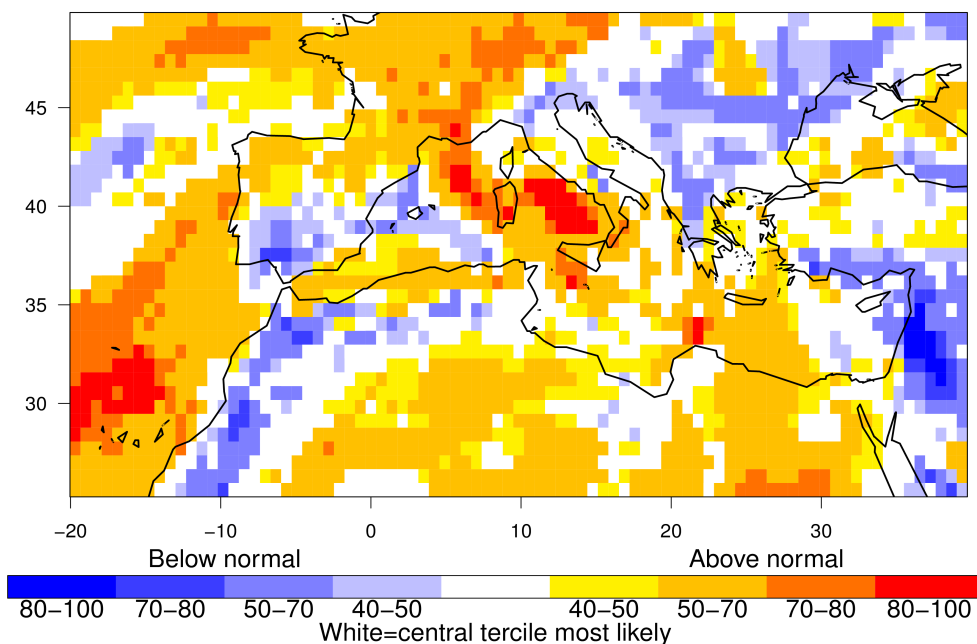 45
40
35
30
−20 −10 0 10 20 30
Below normal Above normal
80−100 70−80 50−70 40−50 40−50 50−70 70−80 80−100
White=central tercile most likely